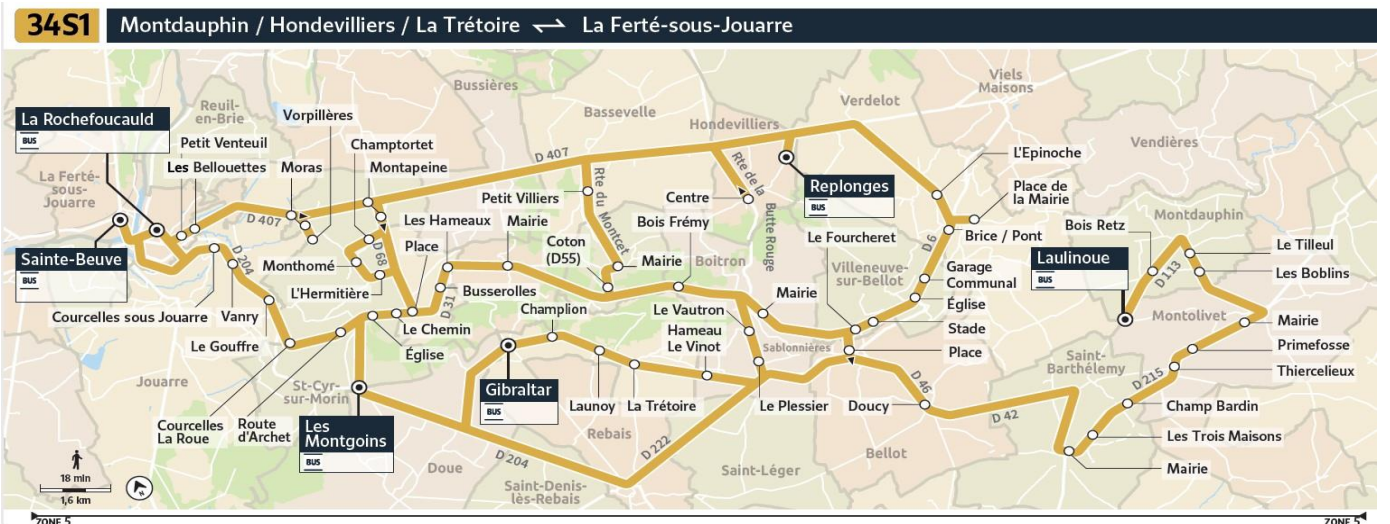 34S1
Montdauphin / Hondevilliers / La Trétoire ⇌ La Ferté-sous-Jouarre
La Rochefoucauld
BUS
Reuil-
en-Brie
Petit Venteuil
Les Bellouettes
Moras
Vorpillères
Champtortet
Montapeine
Bussières
Bassevelle
Hondevilliers
Verdelot
Viels
Maisons
Vendières
La Ferté-
sous-
Jouarre
D 407
D 407
Sainte-Beuve
BUS
D 204
Monthomé
L'Hermitière
D 68
Place
Les Hameaux
Mairie
Petit Villiers
Rte du Montcet
Coton
(D55)
Mairie
Centre
Rte de la
Butte Rouge
Bois Frémy
Boitron
Replonges
BUS
L'Epinoche
Place de
la Mairie
Brice / Pont
D 6
Le Fourcheret
Villeneuve-
sur-Bellot
Garage
Communal
Église
Stade
Place
Laulinoue
BUS
Bois Retz
Montdauphin
D 113
Le Tilleul
Les Boblins
Montolivet
Mairie
Primefosse
Thiercelieux
D 215
Champ Bardin
Les Trois Maisons
Mairie
Saint-
Barthélemy
Courcelles sous Jouarre
Vanry
Le Gouffre
D 31
Busserolles
Le Chemin
Église
Champlion
Le Vautron
Hameau
Le Vinot
Mairie
Sablonnières
Jouarre
St-Cyr-
sur-Morin
Courcelles
La Roue
Route
d'Archet
Les
Montgoins
BUS
Gibraltar
BUS
Launoy
La Trétoire
Le Plessier
Doucy
D 46
D 42
Rebais
Doue
D 204
D 222
Saint-Denis-
lès-Rebais
Saint-Léger
Bellot
18 min
1,6 km
N
ZONE 5
ZONE 5